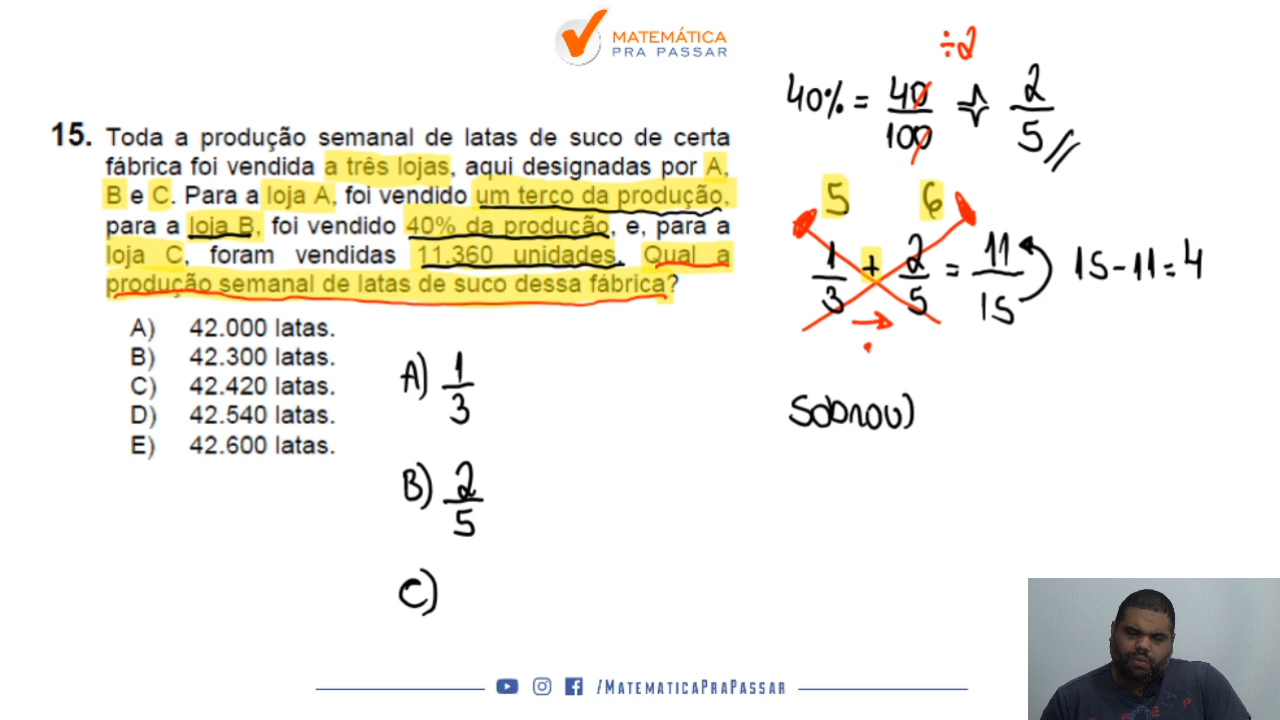 MATEMÁTICA
PRA PASSAR
15. Toda a produção semanal de latas de suco de certa
fábrica foi vendida a três lojas, aqui designadas por A,
B e C. Para a loja A, foi vendido um terço da produção,
para a loja B, foi vendido 40% da produção, e, para a
loja C, foram vendidas 11.360 unidades. Qual a
produção semanal de latas de suco dessa fábrica?
A) 42.000 latas.
B) 42.300 latas.
C) 42.420 latas.
D) 42.540 latas.
E) 42.600 latas.
A) 1/3
B) 2/5
C)
÷2
40% = 40/100 2/5 //
5 6
1/3 + 2/5 = 11/15 15-11=4
Sobrou)
/MATEMATICAPRAPASSAR